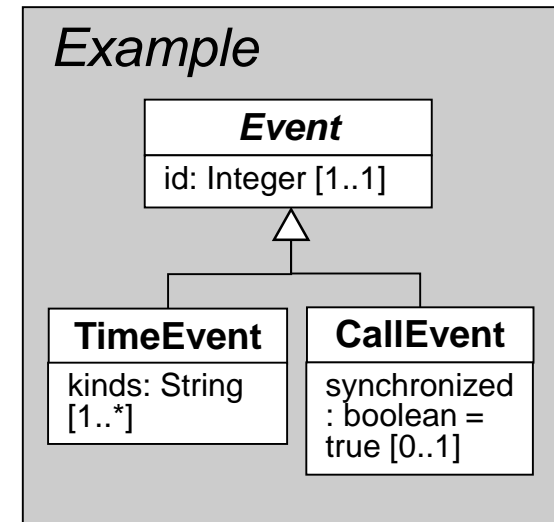 Example
Event
id: Integer [1..1]
TimeEvent
kinds: String
[1..*]
CallEvent
synchronized
: boolean =
true [0..1]